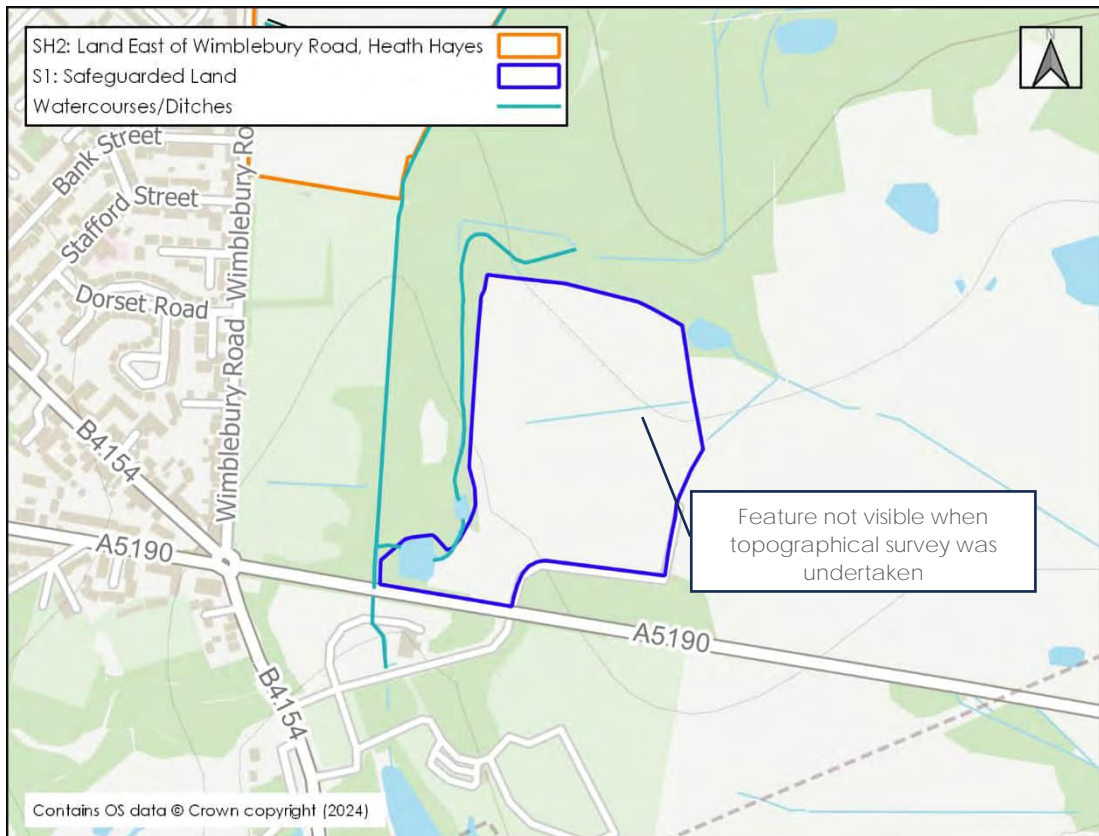 SH2: Land East of Wimblebury Road, Heath Hayes
S1: Safeguarded Land
Watercourses/Ditches
N
Bank Street
Stafford Street
Dorset Road
Wimblebury Road
Wimblebury Ro
B4154
A5190
Feature not visible when
topographical survey was
undertaken
A5190
B4154
Contains OS data © Crown copyright (2024)